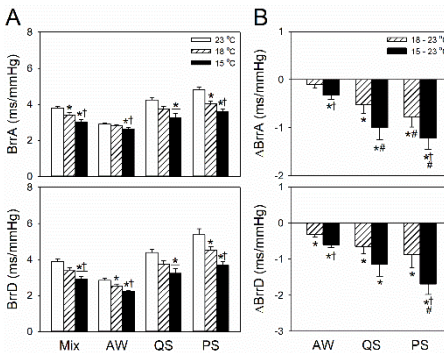 A
B
23 °C
18 °C
15 °C
BrrA (ms/mmHg)
8
6
4
2
0
* *†
*†
*
* *†
18 - 23 °
15 - 23 °
ΔBrrA (ms/mmHg)
0
-1
-2
*†
*
*#
*#
*†
#
BrrD (ms/mmHg)
8
6
4
2
0
*†
* *†
*
* *†
Mix AW QS PS
ΔBrrD (ms/mmHg)
0
-1
-2
-3
*
*†
*
*
*
*†
#
AW QS PS